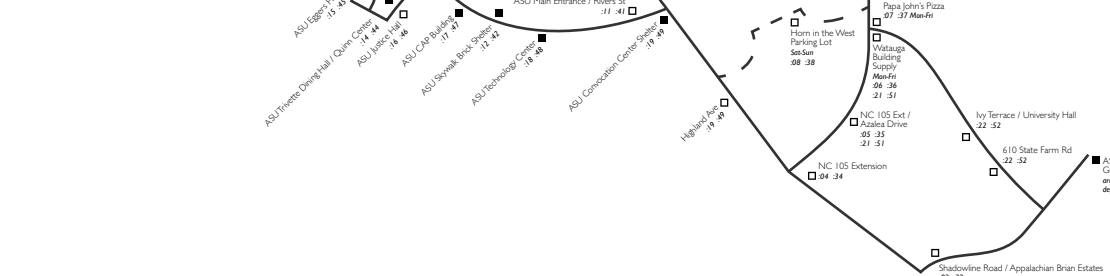 ASU Eggers H
:15 :45
ASU Trivette Dining Hall / Quinn Center
:14 :44
ASU Justice Hall
:16 :46
ASU CAP Building
:17 :47
ASU Skywalk Brick Shelter
:12 :42
ASU Technology Center
:18 :48
ASU Main Entrance / Rivers St
:11 :41
ASU Convocation Center Shelter
:19 :49
Highland Ave
:19 :49
Horn in the West
Parking Lot
Sat-Sun
:08 :38
Papa John's Pizza
:07 :37 Mon-Fri
Watauga
Building
Supply
Mon-Fri
:06 :36
:21 :51
NC 105 Ext /
Azalea Drive
:05 :35
:21 :51
NC 105 Extension
:04 :34
Ivy Terrace / University Hall
:22 :52
610 State Farm Rd
:22 :52
AS
G
ar
de
Shadowline Road / Appalachian Brian Estates